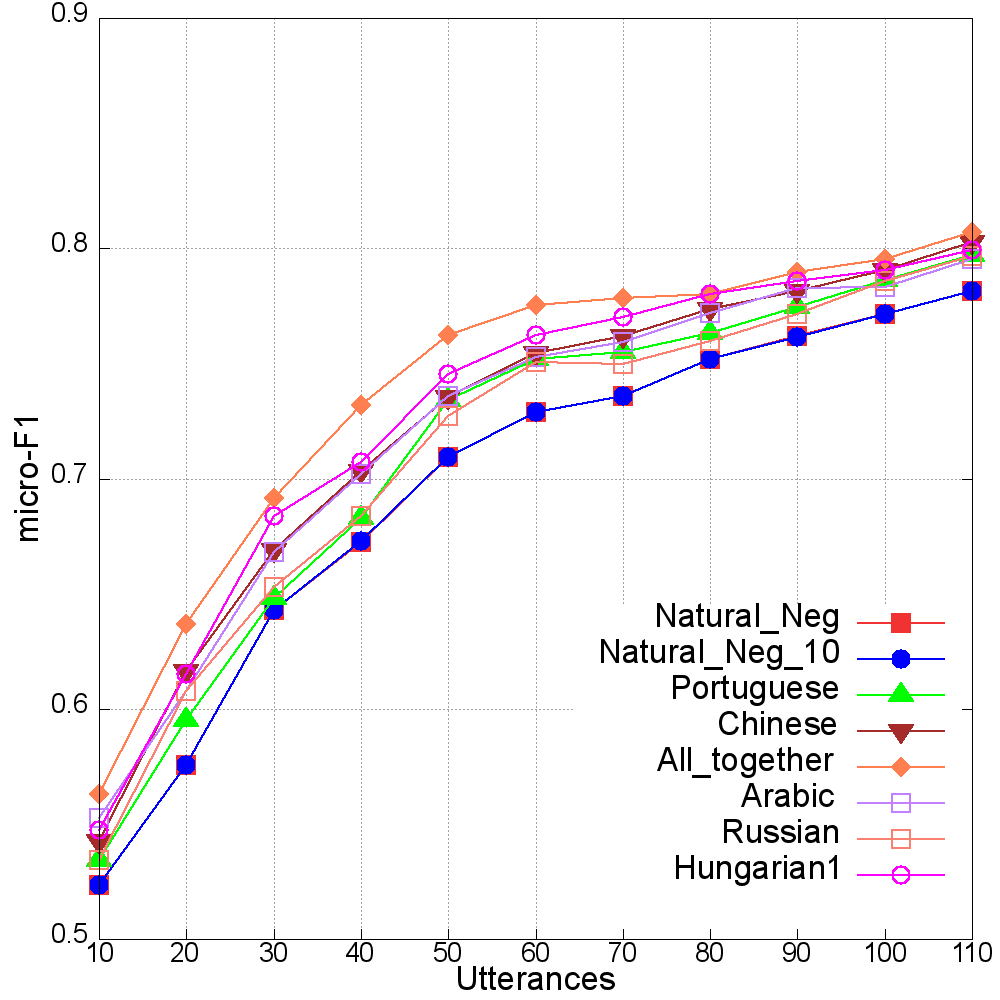 0.9
0.8
0.7
0.6
0.5
micro-F1
Natural_Neg
Natural_Neg_10
Portuguese
Chinese
All_together
Arabic
Russian
Hungarian1
10 20 30 40 50 60 70 80 90 100 110
Utterances